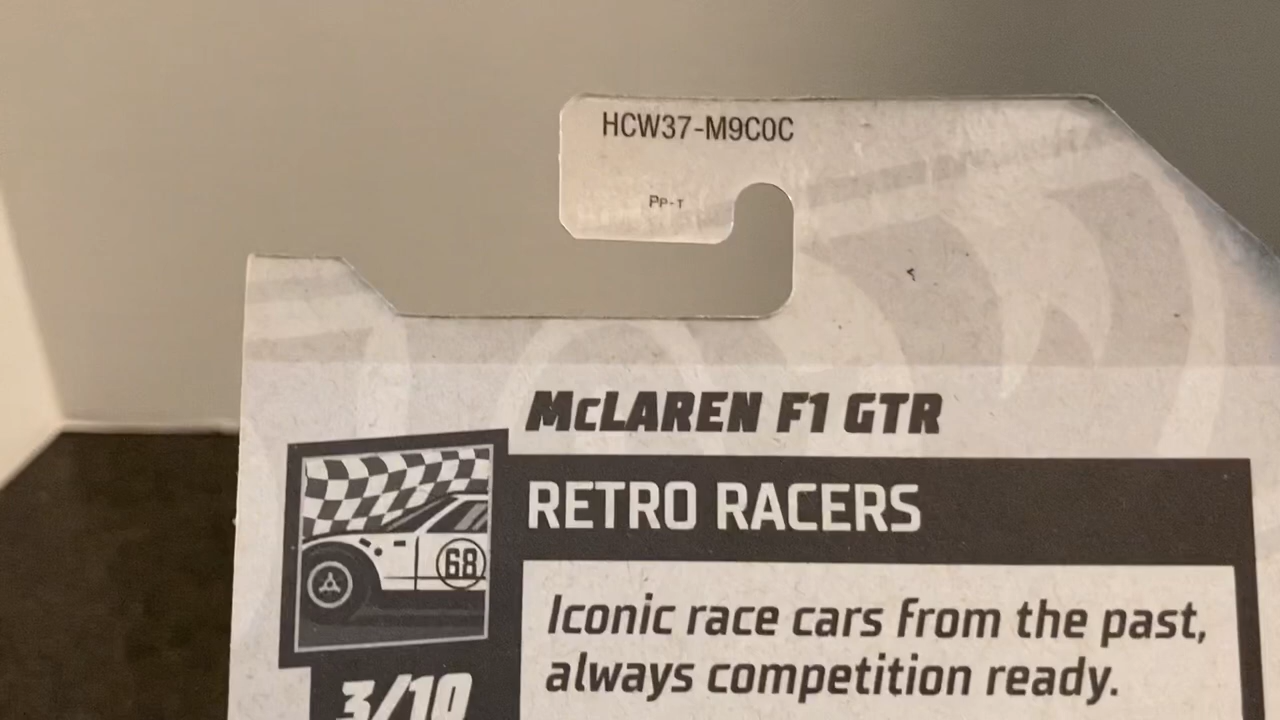 HCW37-M9C0C
PP-T
McLAREN F1 GTR
RETRO RACERS
68
Iconic race cars from the past,
always competition ready.
3/10